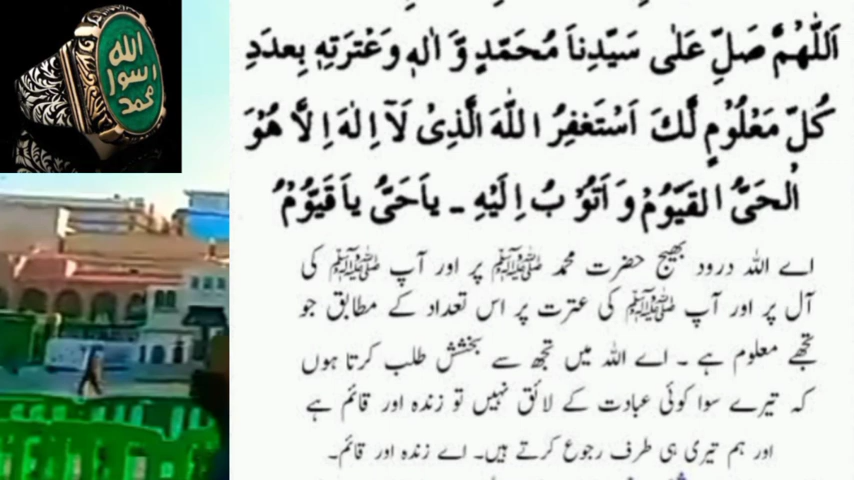 الله
رسول
محمد
اَللّٰهُمَّ صَلِّ عَلٰى سَيِّدِنَا مُحَمَّدٍ وَّ اٰلِهٖ وَعِتْرَتِهٖ بِعَدَدِ
كُلِّ مَعْلُوْمٍ لَّكَ اَسْتَغْفِرُ اللّٰهَ الَّذِىْ لَآ اِلٰهَ اِلَّا هُوَ
الْحَىُّ الْقَيُّوْمُ وَ اَتُوْبُ اِلَيْهِ ـ يَاحَىُّ يَاقَيُّوْمُ
اے اللہ درود بھیج حضرت محمد ﷺ پر اور آپ ﷺ کی
آل پر اور آپ ﷺ کی عترت پر اس تعداد کے مطابق جو
تجھے معلوم ہے ۔ اے اللہ میں تجھ سے بخشش طلب کرتا ہوں
کہ تیرے سوا کوئی عبادت کے لائق نہیں تو زندہ اور قائم ہے
اور ہم تیری ہی طرف رجوع کرتے ہیں۔ اے زندہ اور قائم۔